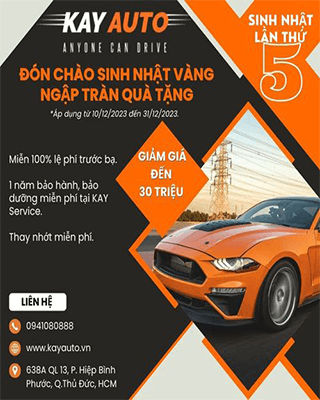 KAY AUTO
ANYONE CAN DRIVE
SINH NHẬT
LẦN THỨ
5
ĐÓN CHÀO SINH NHẬT VÀNG
NGẬP TRÀN QUÀ TẶNG
*Áp dụng từ 10/12/2023 đến 31/12/2023.
Miễn 100% lệ phí trước bạ.
1 năm bảo hành, bảo
dưỡng miễn phí tại KAY
Service.
Thay nhớt miễn phí.
GIẢM GIÁ
ĐẾN
30 TRIỆU
LIÊN HỆ
0941080888
www.kayauto.vn
638A QL 13, P. Hiệp Bình
Phước, Q.Thủ Đức, HCM